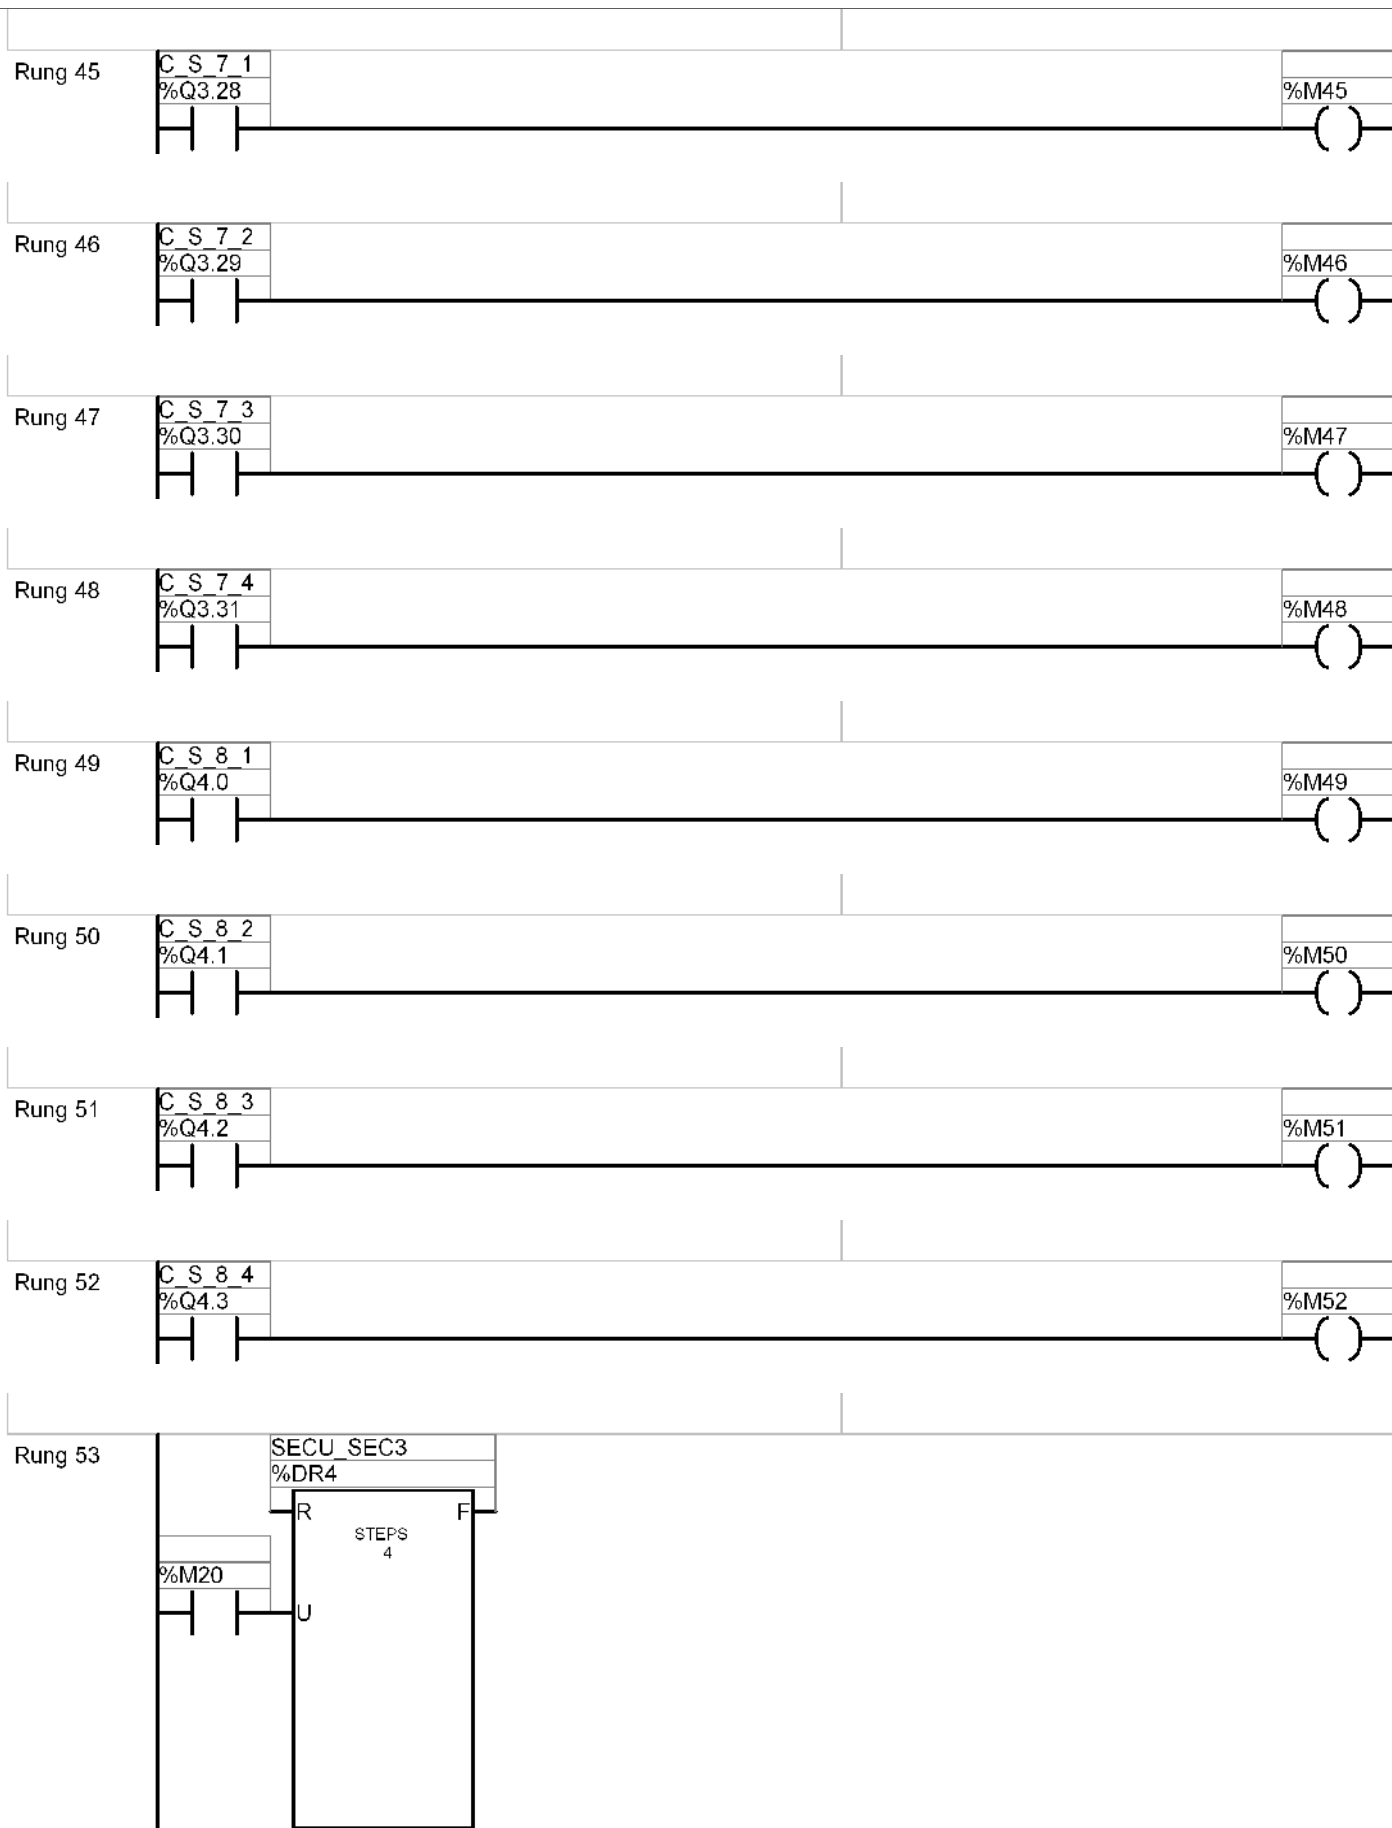 Rung 45
C_S_7_1
%Q3.28
%M45
Rung 46
C_S_7_2
%Q3.29
%M46
Rung 47
C_S_7_3
%Q3.30
%M47
Rung 48
C_S_7_4
%Q3.31
%M48
Rung 49
C_S_8_1
%Q4.0
%M49
Rung 50
C_S_8_2
%Q4.1
%M50
Rung 51
C_S_8_3
%Q4.2
%M51
Rung 52
C_S_8_4
%Q4.3
%M52
Rung 53
SECU_SEC3
%DR4
R F
STEPS
4
%M20
U